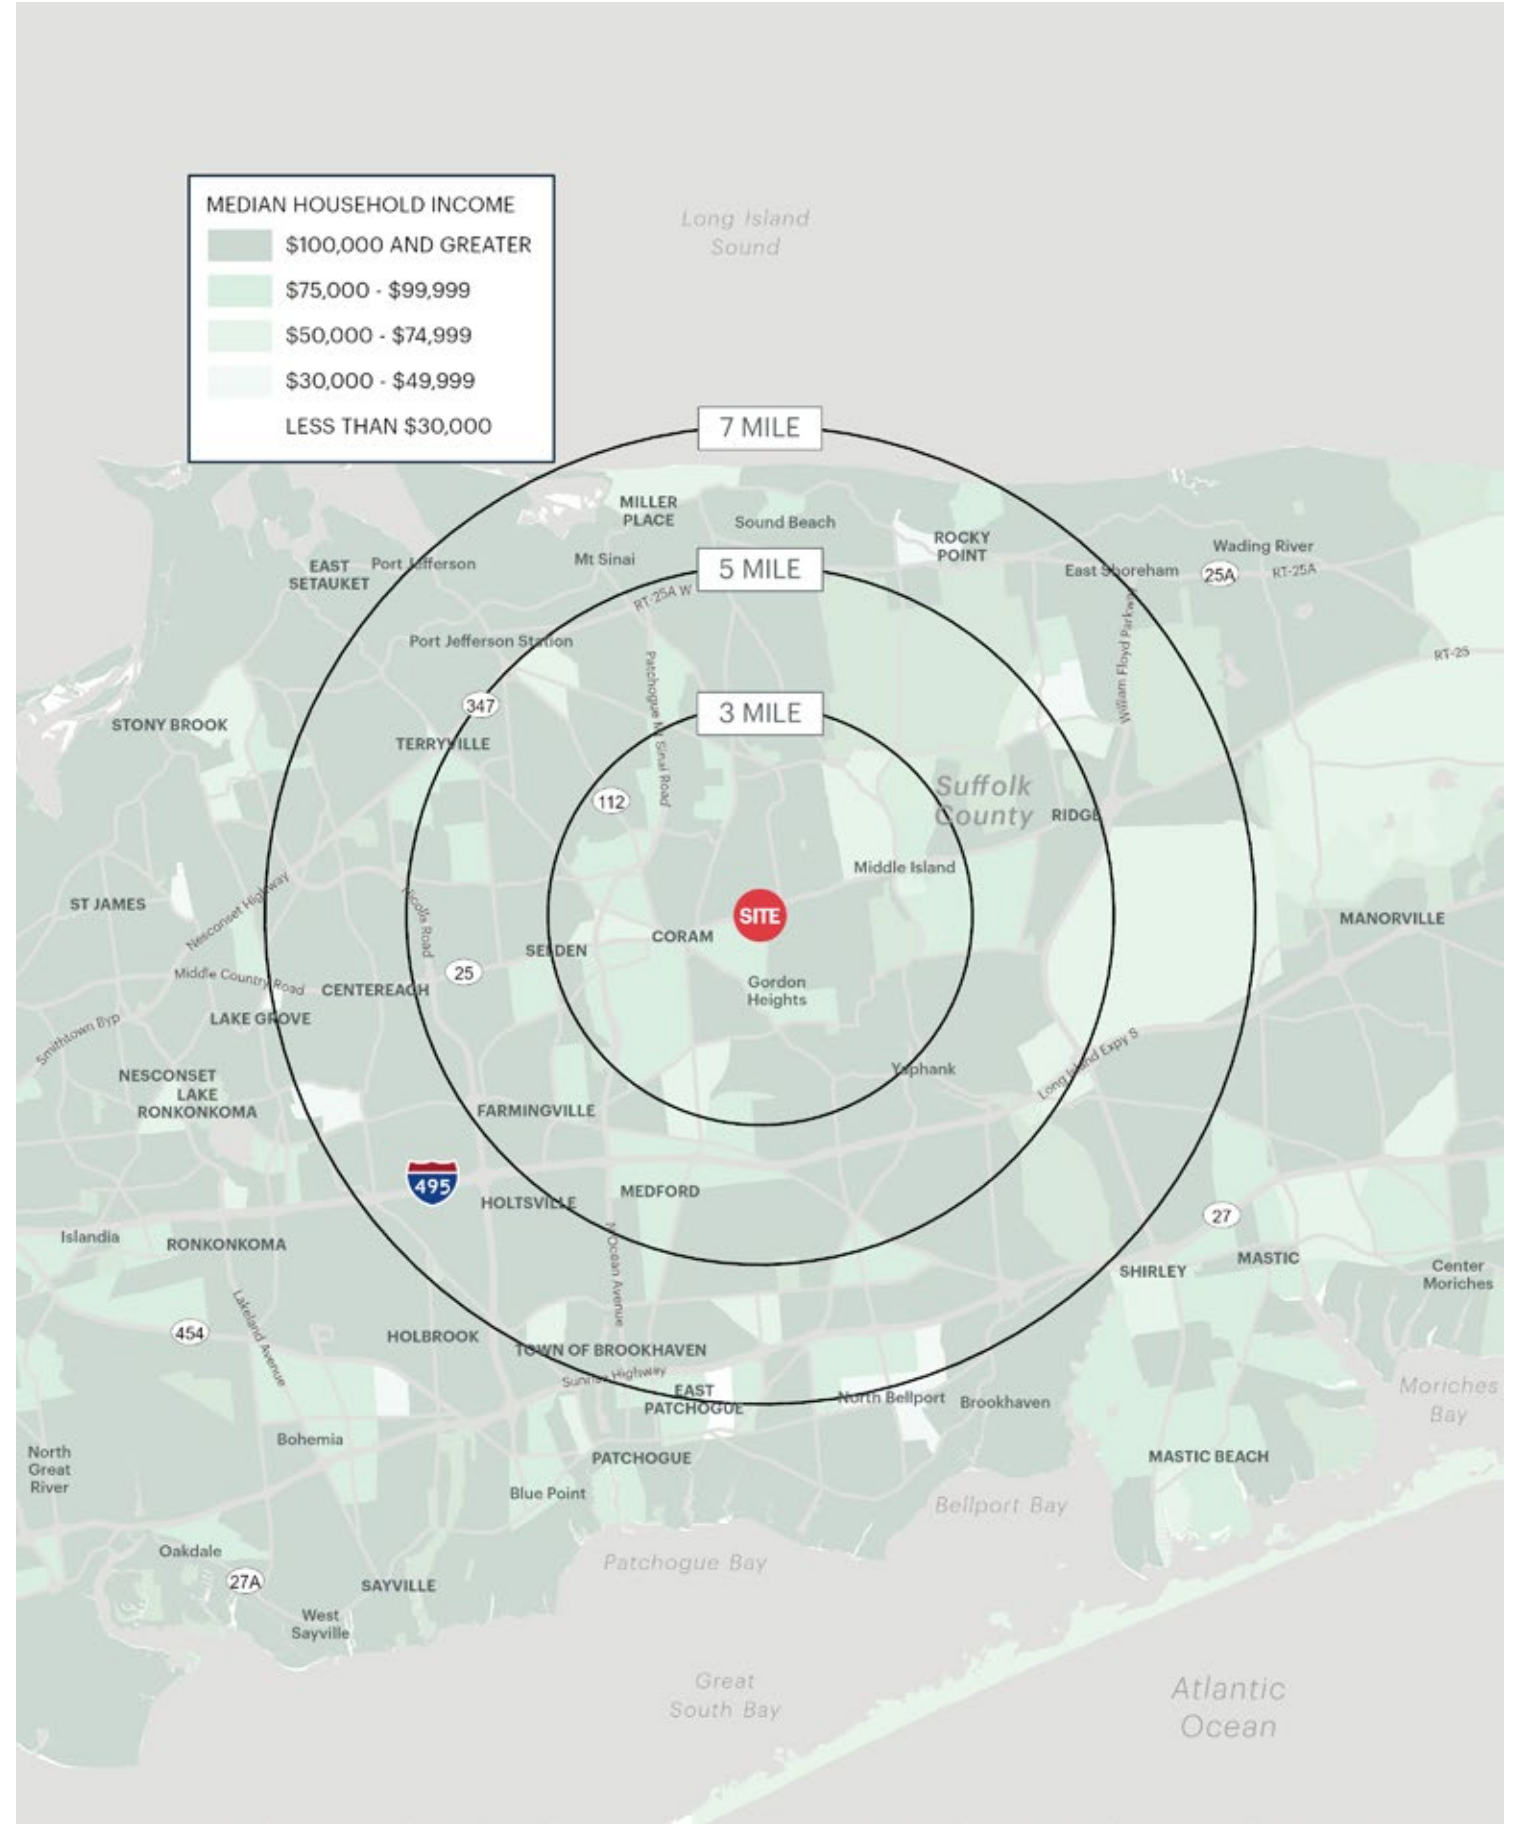 MEDIAN HOUSEHOLD INCOME
$100,000 AND GREATER
$75,000 - $99,999
$50,000 - $74,999
$30,000 - $49,999
LESS THAN $30,000
Long Island
Sound
7 MILE
MILLER
PLACE
Sound Beach
ROCKY
POINT
Wading River
EAST
SETAUKET
Port Jefferson
Mt Sinai
5 MILE
East Shoreham
25A
RT-25A
RT-25A W
Port Jefferson Station
RT-25
Patchogue Mt Sinai Road
William Floyd Parkway
347
3 MILE
STONY BROOK
TERRYVILLE
112
Suffolk
County
RIDGE
Middle Island
ST JAMES
Nesconset Highway
Nicolls Road
SITE
MANORVILLE
SELDEN
CORAM
25
Middle Country Road
CENTEREACH
Gordon
Heights
LAKE GROVE
Smithtown Byp
Yaphank
Long Island Expy S
NESCONSET
LAKE
RONKONKOMA
FARMINGVILLE
495
HOLTSVILLE
MEDFORD
27
Islandia
RONKONKOMA
N Ocean Avenue
SHIRLEY
MASTIC
Center
Moriches
454
Lakeland Avenue
HOLBROOK
TOWN OF BROOKHAVEN
Sunrise Highway
EAST
PATCHOGUE
North Bellport
Brookhaven
Moriches
Bay
North
Great
River
Bohemia
PATCHOGUE
MASTIC BEACH
Blue Point
Bellport Bay
Oakdale
Patchogue Bay
27A
SAYVILLE
West
Sayville
Great
South Bay
Atlantic
Ocean